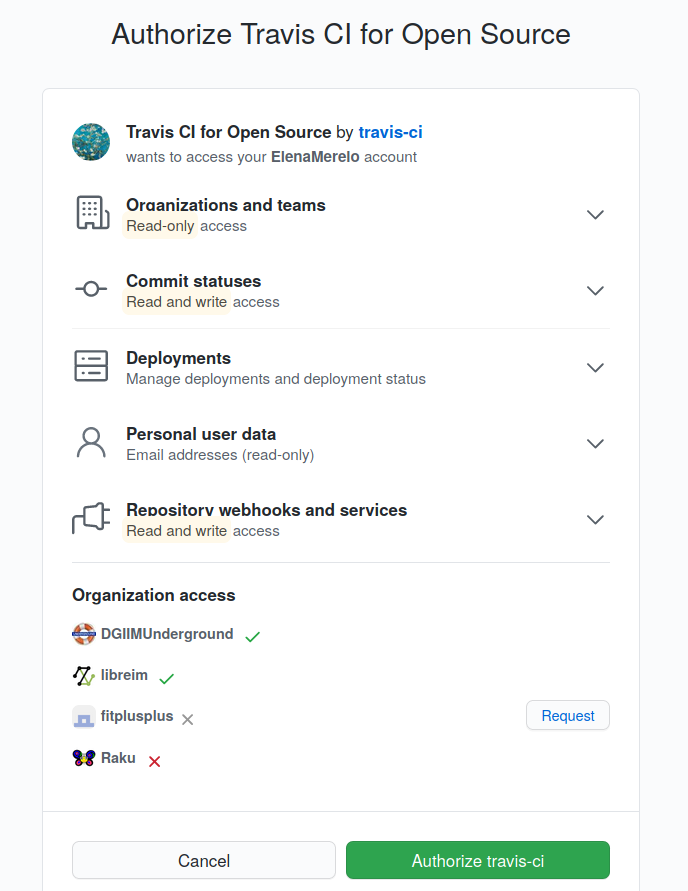 Authorize Travis CI for Open Source
Travis CI for Open Source by travis-ci
wants to access your ElenaMerelo account
Organizations and teams
Read-only access
Commit statuses
Read and write access
Deployments
Manage deployments and deployment status
Personal user data
Email addresses (read-only)
Repository webhooks and services
Read and write access
Organization access
DGIIMUnderground
libreim
fitplusplus
Request
Raku
Cancel
Authorize travis-ci